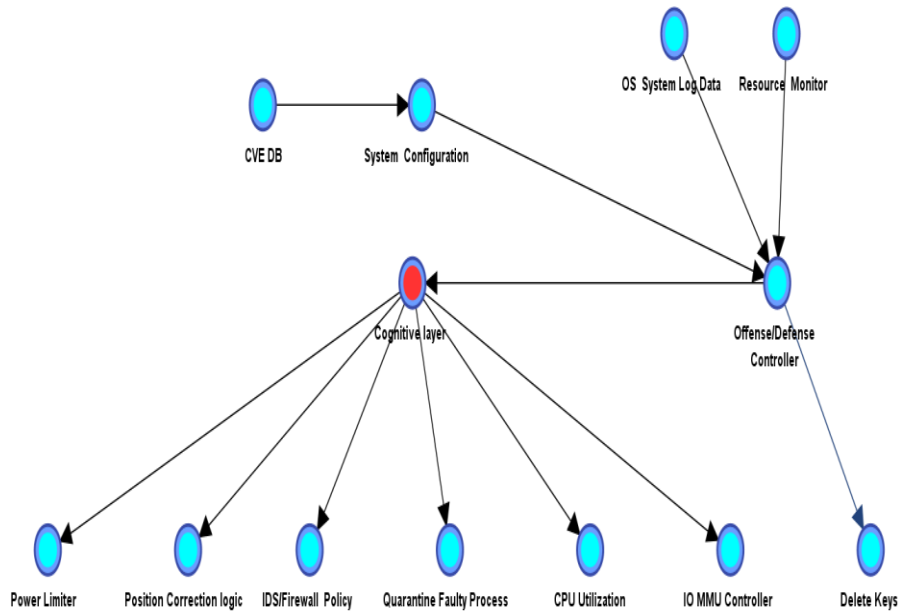 OS System Log Data
Resource Monitor
CVE DB
System Configuration
Cognitive layer
Offense/Defense
Controller
Power Limiter
Position Correction logic
IDS/Firewall Policy
Quarantine Faulty Process
CPU Utilization
IO MMU Controller
Delete Keys